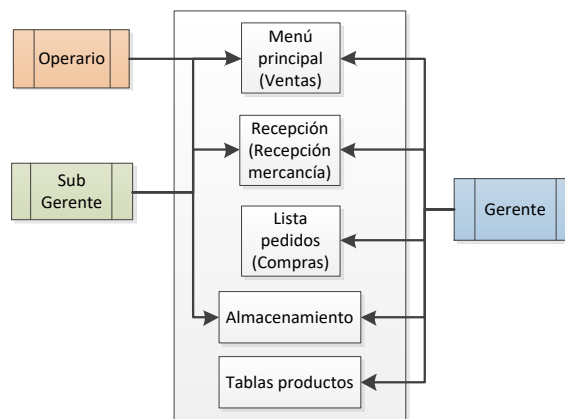 Operario
Sub
Gerente
Menú
principal
(Ventas)
Recepción
(Recepción
mercancía)
Lista
pedidos
(Compras)
Almacenamiento
Tablas productos
Gerente